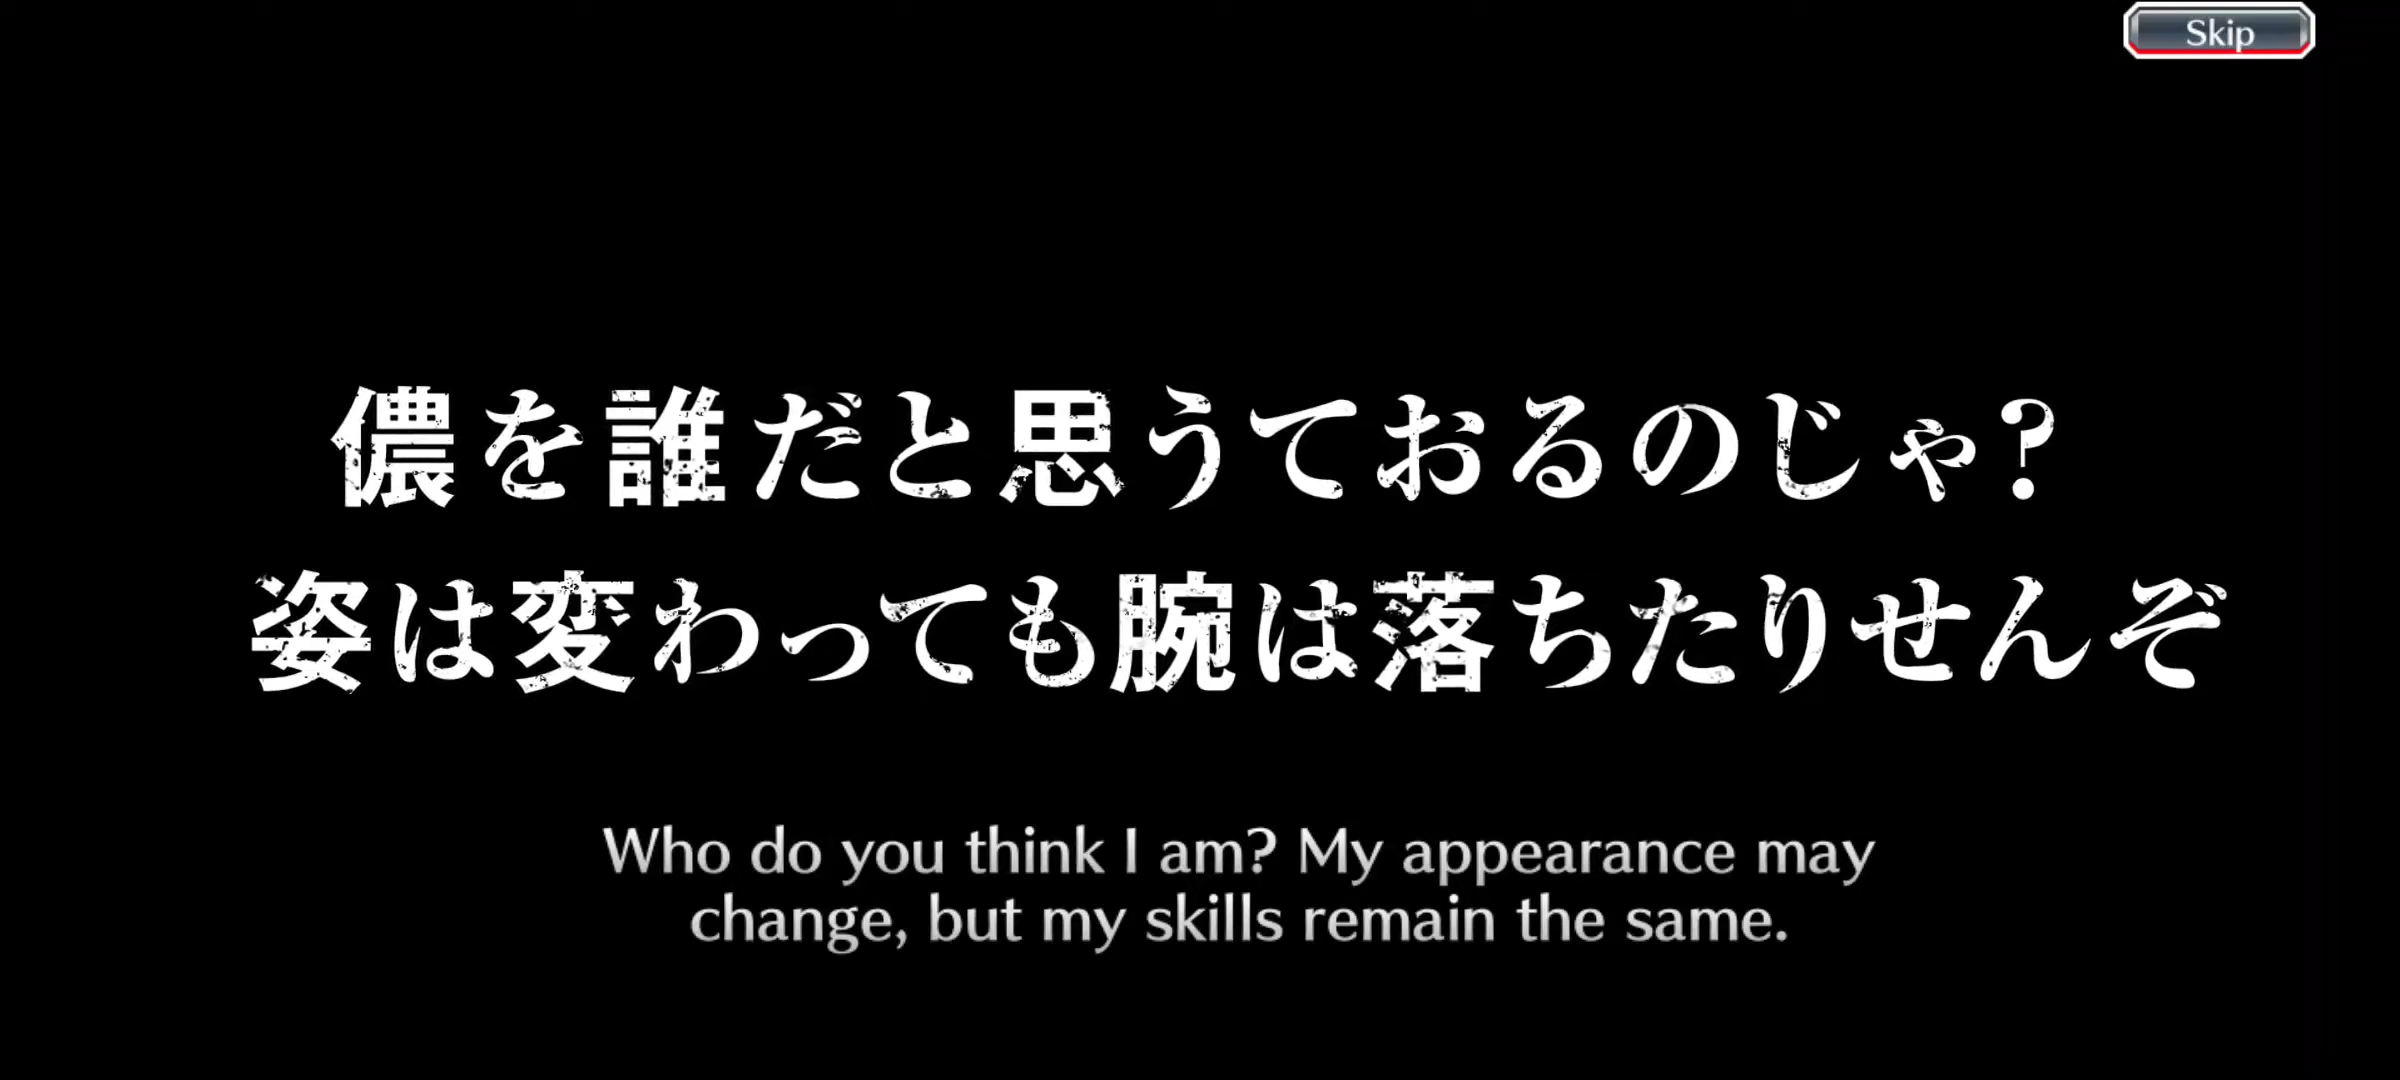 Skip
儂を誰だと思うておるのじゃ?
姿は変わっても腕は落ちたりせんぞ
Who do you think I am? My appearance may
change, but my skills remain the same.